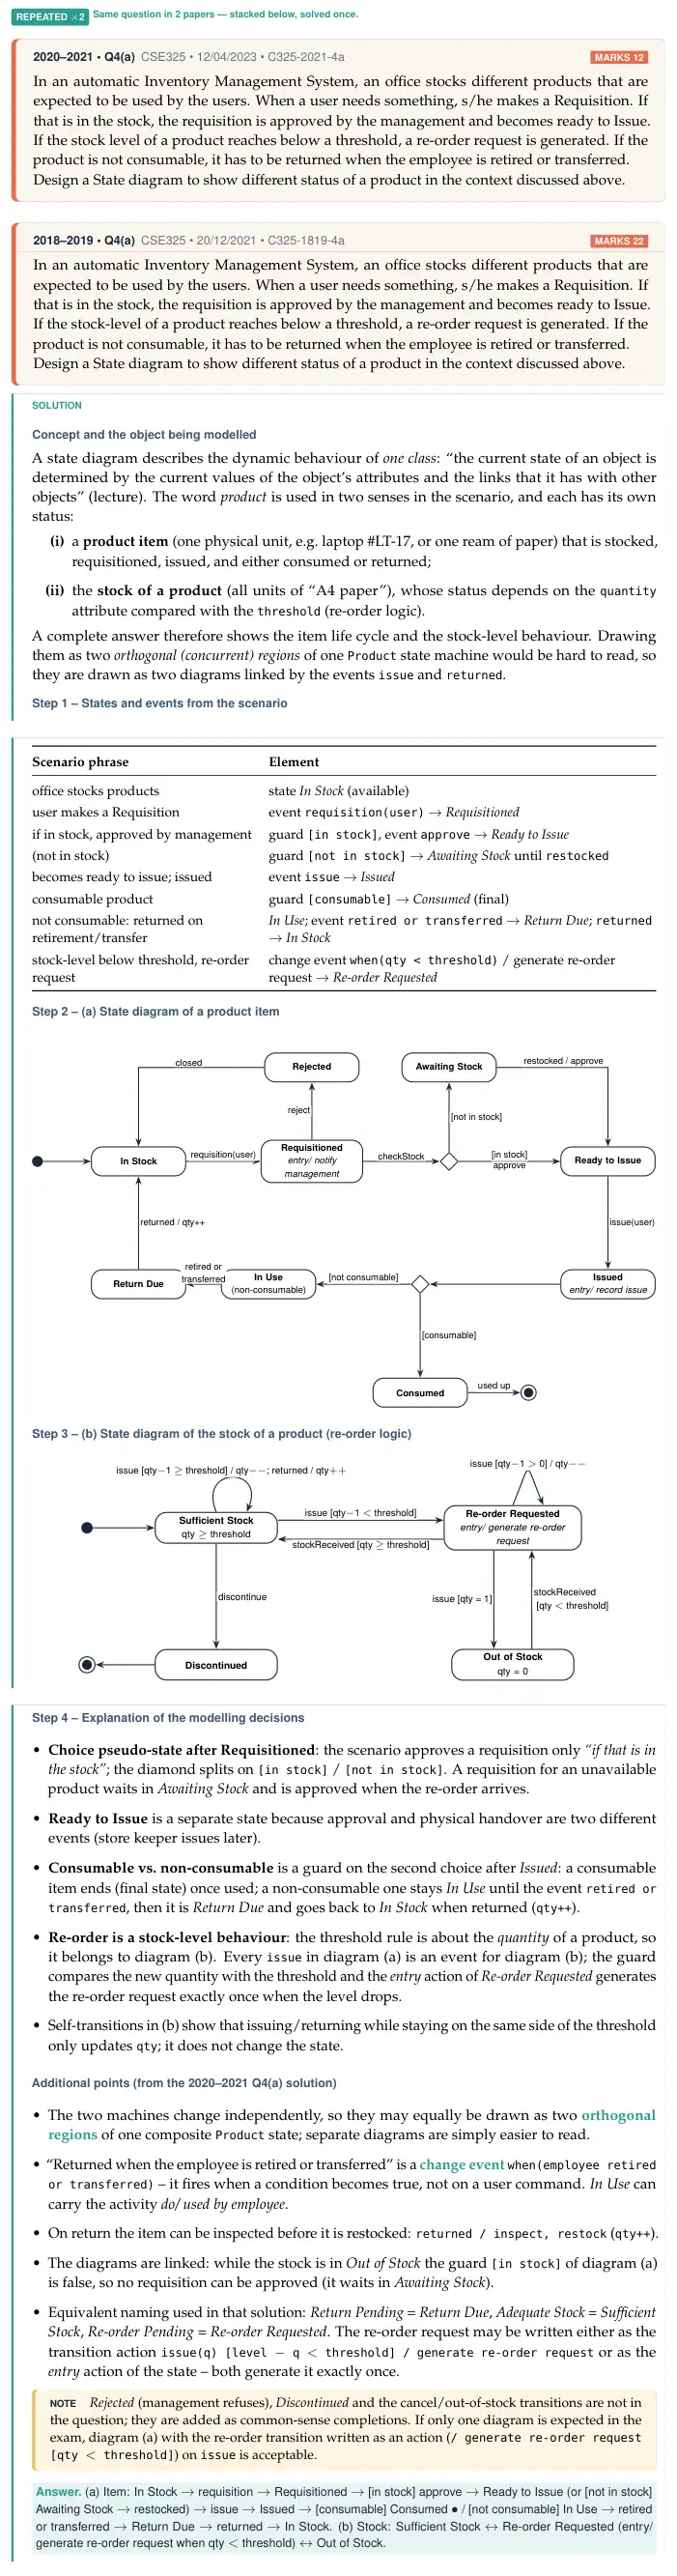 REPEATED ×2 Same question in 2 papers — stacked below, solved once.
2020–2021 • Q4(a) CSE325 • 12/04/2023 • C325-2021-4a MARKS 12
In an automatic Inventory Management System, an office stocks different products that are
expected to be used by the users. When a user needs something, s/he makes a Requisition. If
that is in the stock, the requisition is approved by the management and becomes ready to Issue.
If the stock level of a product reaches below a threshold, a re-order request is generated. If the
product is not consumable, it has to be returned when the employee is retired or transferred.
Design a State diagram to show different status of a product in the context discussed above.
2018–2019 • Q4(a) CSE325 • 20/12/2021 • C325-1819-4a MARKS 22
In an automatic Inventory Management System, an office stocks different products that are
expected to be used by the users. When a user needs something, s/he makes a Requisition. If
that is in the stock, the requisition is approved by the management and becomes ready to Issue.
If the stock-level of a product reaches below a threshold, a re-order request is generated. If the
product is not consumable, it has to be returned when the employee is retired or transferred.
Design a State diagram to show different status of a product in the context discussed above.
SOLUTION
Concept and the object being modelled
A state diagram describes the dynamic behaviour of one class: “the current state of an object is
determined by the current values of the object’s attributes and the links that it has with other
objects” (lecture). The word product is used in two senses in the scenario, and each has its own
status:
(i) a product item (one physical unit, e.g. laptop #LT-17, or one ream of paper) that is stocked,
requisitioned, issued, and either consumed or returned;
(ii) the stock of a product (all units of “A4 paper”), whose status depends on the quantity
attribute compared with the threshold (re-order logic).
A complete answer therefore shows the item life cycle and the stock-level behaviour. Drawing
them as two orthogonal (concurrent) regions of one Product state machine would be hard to read, so
they are drawn as two diagrams linked by the events issue and returned.
Step 1 – States and events from the scenario
Scenario phrase Element
office stocks products state In Stock (available)
user makes a Requisition event requisition(user) → Requisitioned
if in stock, approved by management guard [in stock], event approve → Ready to Issue
(not in stock) guard [not in stock] → Awaiting Stock until restocked
becomes ready to issue; issued event issue → Issued
consumable product guard [consumable] → Consumed (final)
not consumable: returned on In Use; event retired or transferred → Return Due; returned
retirement/transfer → In Stock
stock-level below threshold, re-order change event when(qty < threshold) / generate re-order
request request → Re-order Requested
Step 2 – (a) State diagram of a product item
closed
Rejected
Awaiting Stock
restocked / approve
reject
[not in stock]
In Stock
requisition(user)
Requisitioned
entry/ notify
management
checkStock
[in stock]
approve
Ready to Issue
returned / qty++
issue(user)
Return Due
retired or
transferred
In Use
(non-consumable)
[not consumable]
Issued
entry/ record issue
[consumable]
Consumed
used up
Step 3 – (b) State diagram of the stock of a product (re-order logic)
issue [qty−1 ≥ threshold] / qty−−; returned / qty++
issue [qty−1 > 0] / qty−−
Sufficient Stock
qty ≥ threshold
issue [qty−1 < threshold]
stockReceived [qty ≥ threshold]
Re-order Requested
entry/ generate re-order
request
discontinue
issue [qty = 1]
stockReceived
[qty < threshold]
Discontinued
Out of Stock
qty = 0
Step 4 – Explanation of the modelling decisions
• Choice pseudo-state after Requisitioned: the scenario approves a requisition only “if that is in
the stock”; the diamond splits on [in stock] / [not in stock]. A requisition for an unavailable
product waits in Awaiting Stock and is approved when the re-order arrives.
• Ready to Issue is a separate state because approval and physical handover are two different
events (store keeper issues later).
• Consumable vs. non-consumable is a guard on the second choice after Issued: a consumable
item ends (final state) once used; a non-consumable one stays In Use until the event retired or
transferred, then it is Return Due and goes back to In Stock when returned (qty++).
• Re-order is a stock-level behaviour: the threshold rule is about the quantity of a product, so
it belongs to diagram (b). Every issue in diagram (a) is an event for diagram (b); the guard
compares the new quantity with the threshold and the entry action of Re-order Requested generates
the re-order request exactly once when the level drops.
• Self-transitions in (b) show that issuing/returning while staying on the same side of the threshold
only updates qty; it does not change the state.
Additional points (from the 2020–2021 Q4(a) solution)
• The two machines change independently, so they may equally be drawn as two orthogonal
regions of one composite Product state; separate diagrams are simply easier to read.
• “Returned when the employee is retired or transferred” is a change event when(employee retired
or transferred) – it fires when a condition becomes true, not on a user command. In Use can
carry the activity do/ used by employee.
• On return the item can be inspected before it is restocked: returned / inspect, restock (qty++).
• The diagrams are linked: while the stock is in Out of Stock the guard [in stock] of diagram (a)
is false, so no requisition can be approved (it waits in Awaiting Stock).
• Equivalent naming used in that solution: Return Pending = Return Due, Adequate Stock = Sufficient
Stock, Re-order Pending = Re-order Requested. The re-order request may be written either as the
transition action issue(q) [level − q < threshold] / generate re-order request or as the
entry action of the state – both generate it exactly once.
NOTE Rejected (management refuses), Discontinued and the cancel/out-of-stock transitions are not in
the question; they are added as common-sense completions. If only one diagram is expected in the
exam, diagram (a) with the re-order transition written as an action (/ generate re-order request
[qty < threshold]) on issue is acceptable.
Answer. (a) Item: In Stock → requisition → Requisitioned → [in stock] approve → Ready to Issue (or [not in stock]
Awaiting Stock → restocked) → issue → Issued → [consumable] Consumed ● / [not consumable] In Use → retired
or transferred → Return Due → returned → In Stock. (b) Stock: Sufficient Stock ↔ Re-order Requested (entry/
generate re-order request when qty < threshold) ↔ Out of Stock.